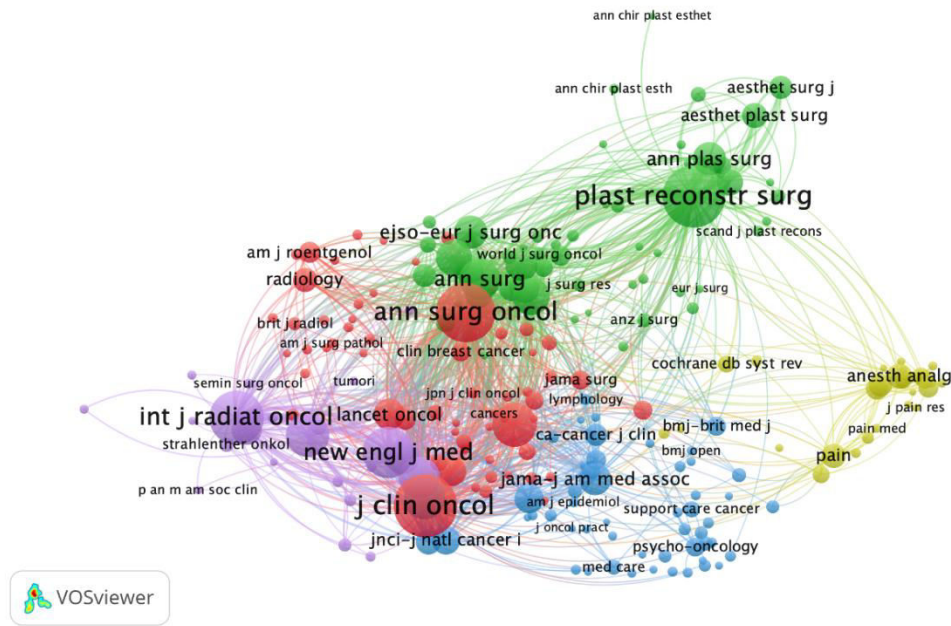 ann chir plast esthet
ann chir plast esth
aesthet surg j
aesthet plast surg
ann plas surg
plast reconstr surg
scand j plast recons
ejso-eur j surg onc
world j surg oncol
am j roentgenol
radiology
ann surg
j surg res
eur j surg
ann surg oncol
anz j surg
brit j radiol
am j surg pathol
clin breast cancer
cochrane db syst rev
semin surg oncol
tumori
jama surg
anesth analg
jpn j clin oncol
lymphology
j pain res
int j radiat oncol
lancet oncol
cancers
strahlenther onkol
ca-cancer j clin
bmj-brit med j
pain med
new engl j med
bmj open
pain
jama-j am med assoc
p an m am soc clin
j clin oncol
am j epidemiol
support care cancer
j oncol pract
jnci-j natl cancer i
psycho-oncology
med care
VOSviewer